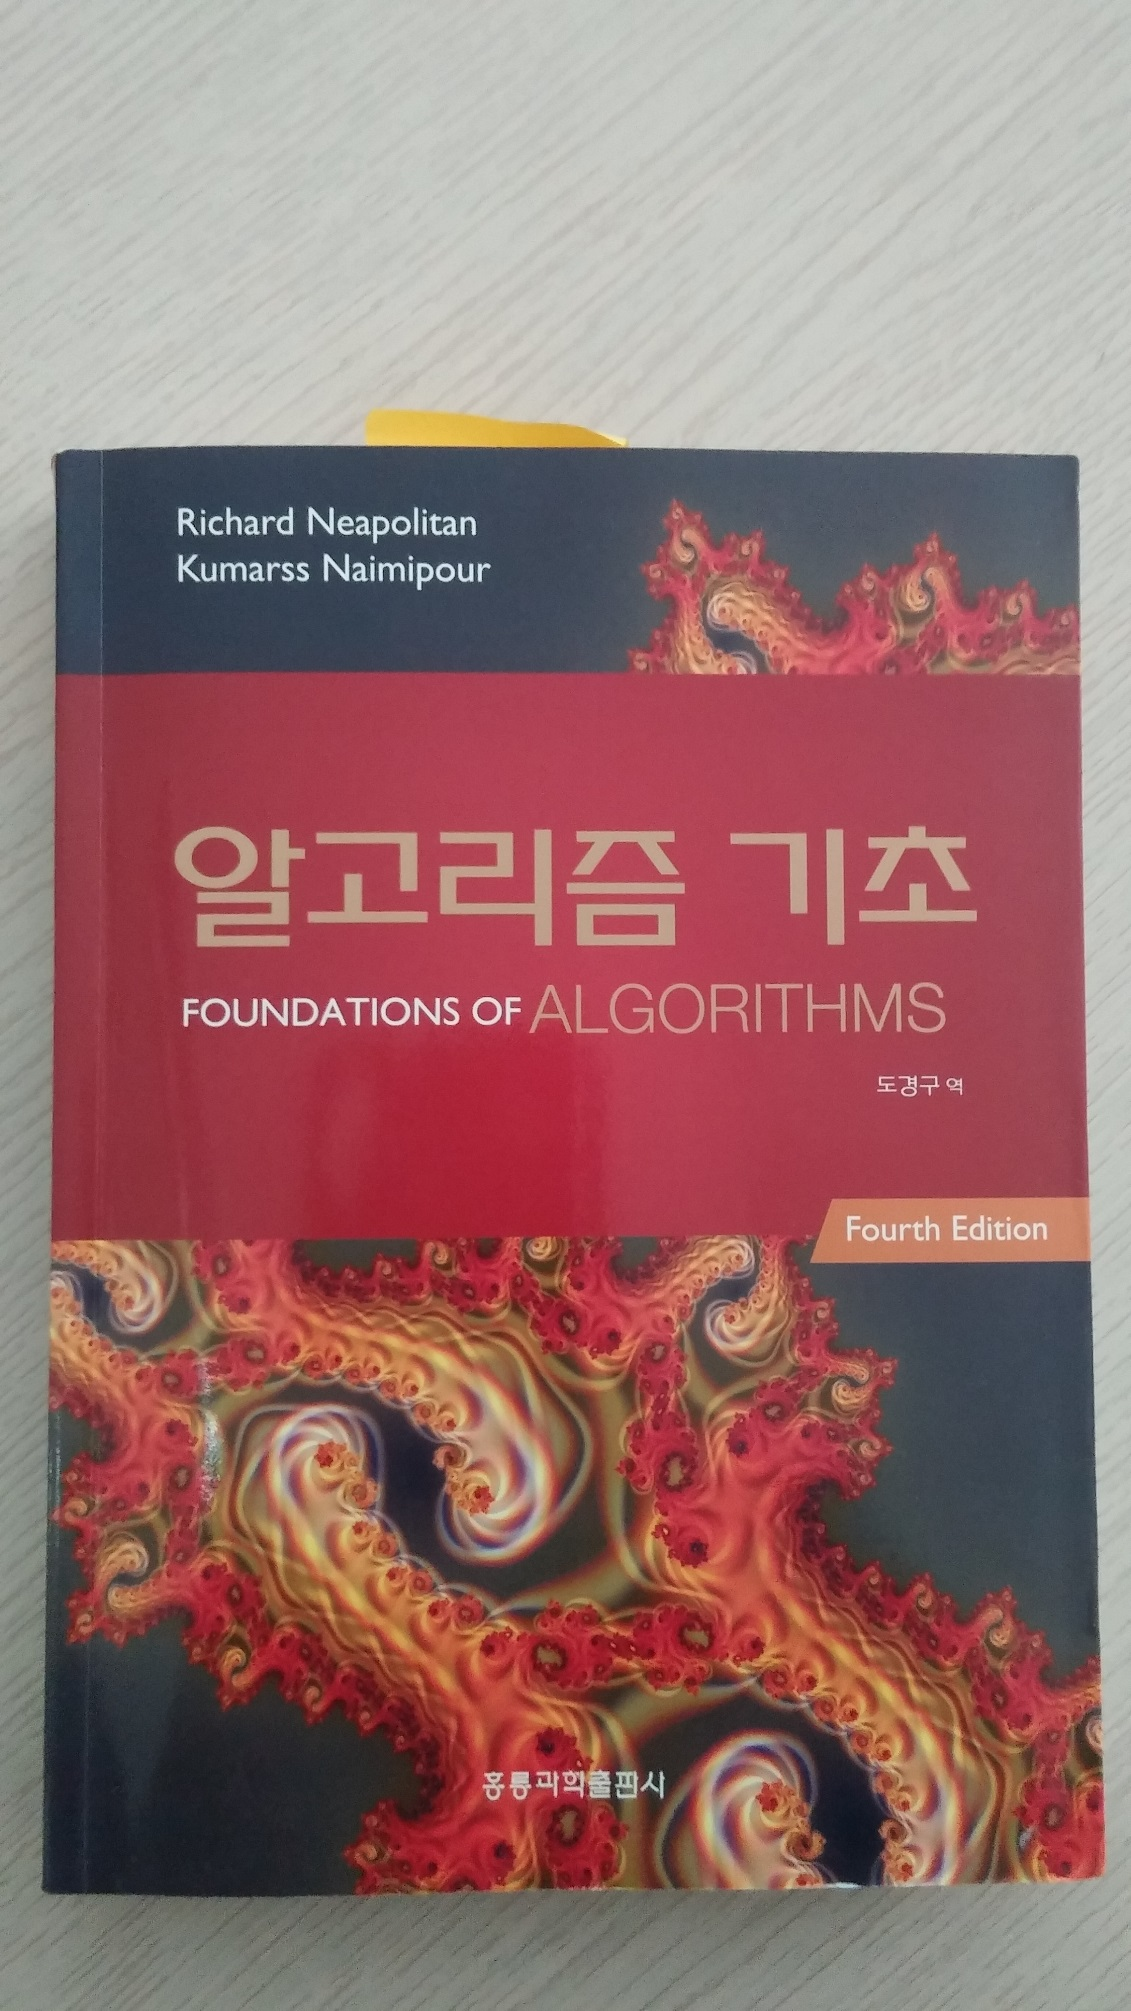 Richard Neapolitan
Kumarss Naimipour
알고리즘 기초
FOUNDATIONS OF ALGORITHMS
도경구 역
Fourth Edition
홍릉과학출판사